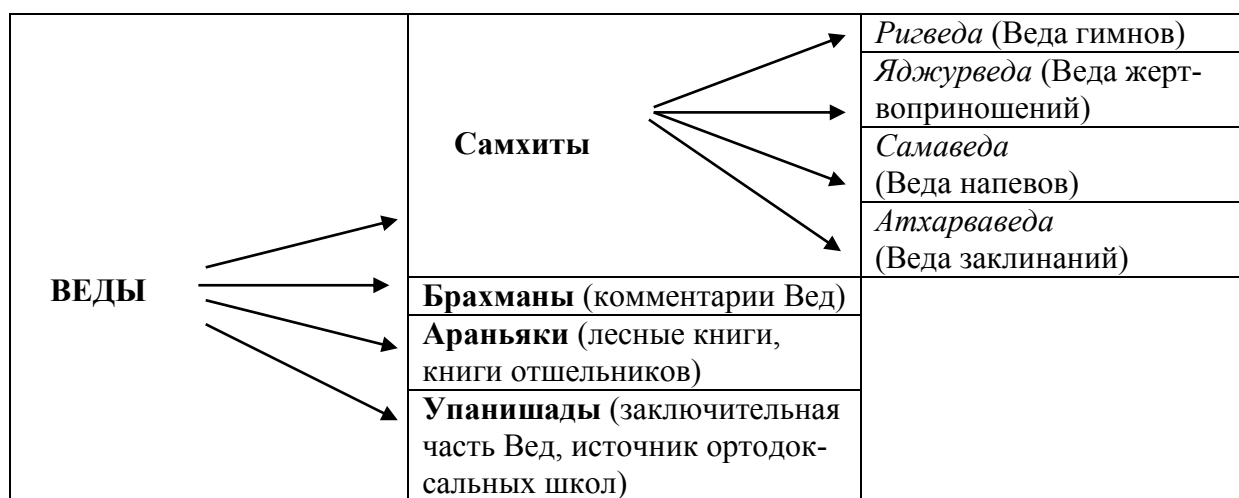 ВЕДЫ
Самхиты
Ригведа (Веда гимнов)
Яджурведа (Веда жерт-
воприношений)
Самаведа
(Веда напевов)
Атхарваведа
(Веда заклинаний)
Брахманы (комментарии Вед)
Араньяки (лесные книги,
книги отшельников)
Упанишады (заключительная
часть Вед, источник ортодок-
сальных школ)